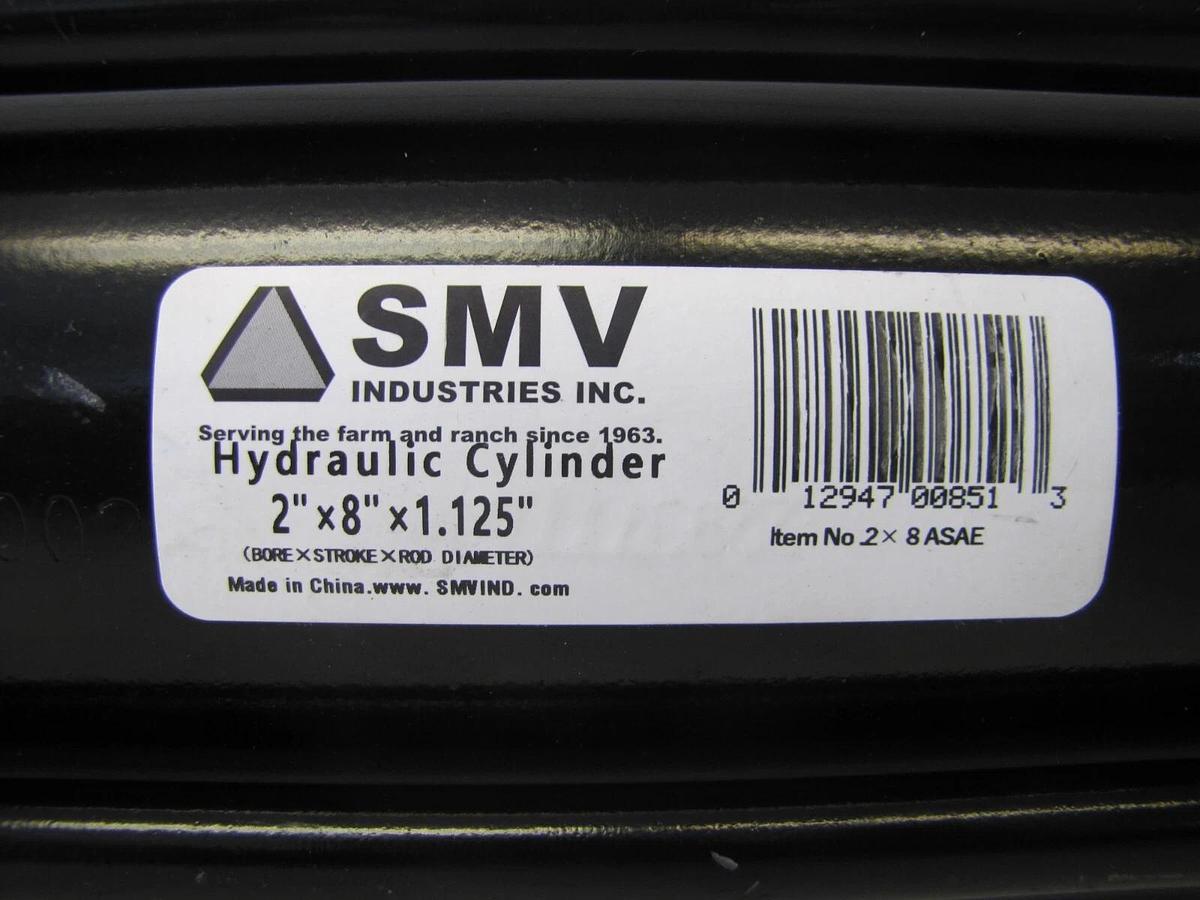 SMV
INDUSTRIES INC.
Serving the farm and ranch since 1963.
Hydraulic Cylinder
2"×8"×1.125"
(BORE×STROKE×ROD DIAMETER)
Made in China.www. SMVIND. com
0 12947 00851 3
Item No.2× 8 ASAE